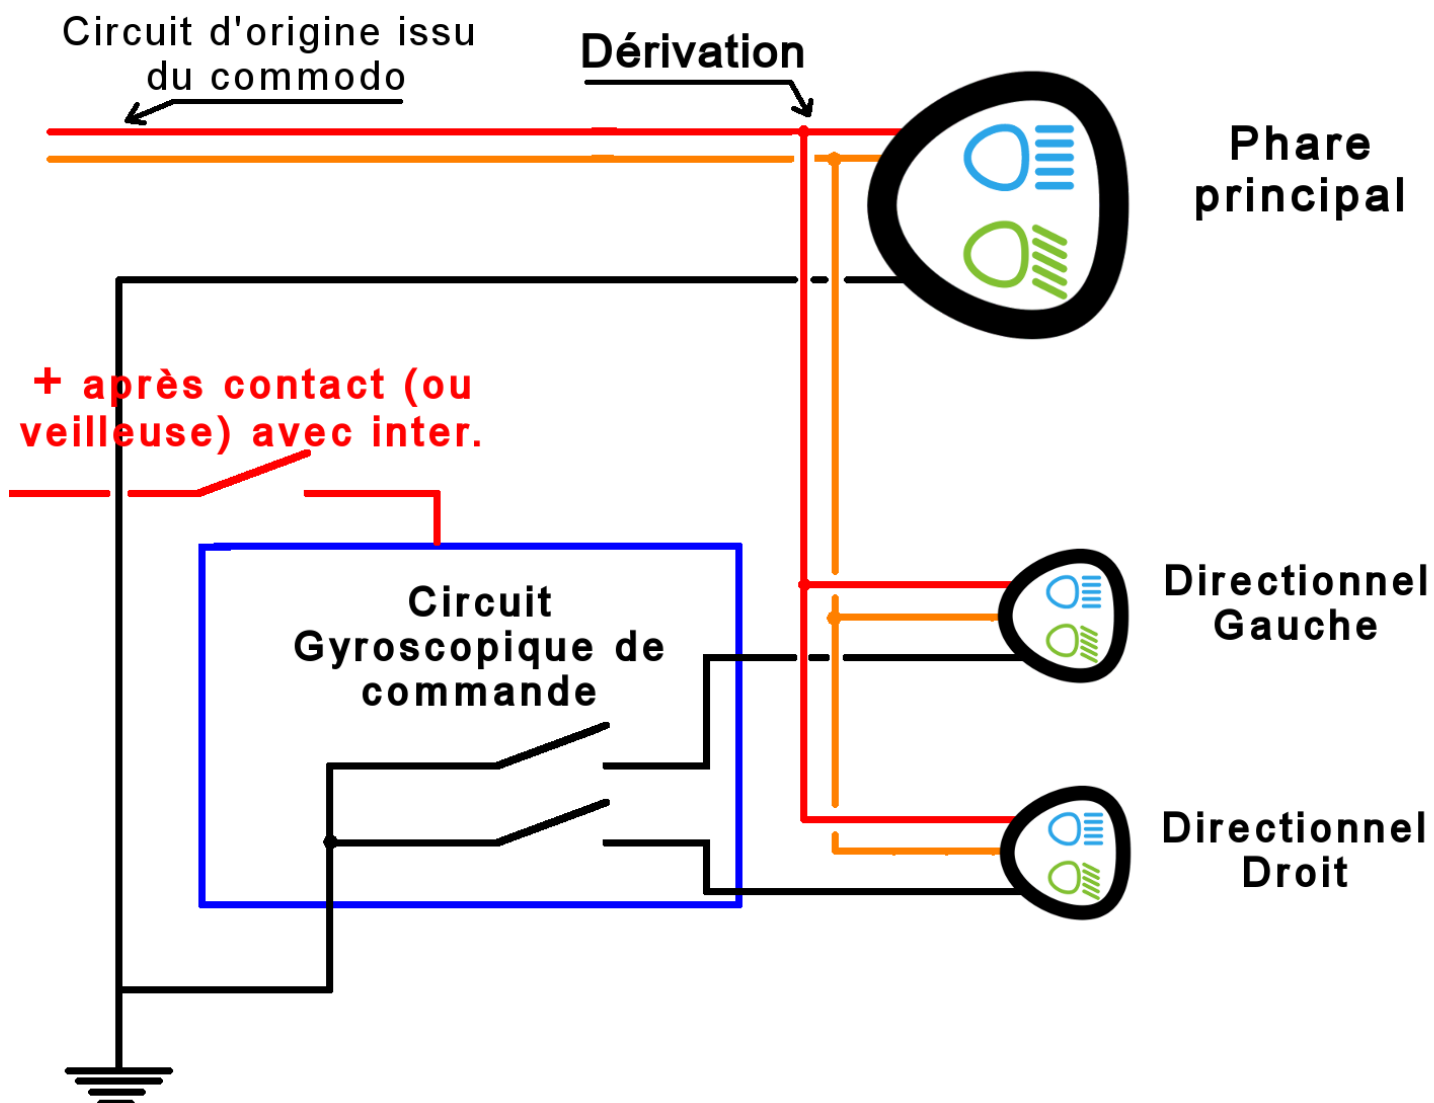 Circuit d'origine issu
du commodo
Dérivation
Phare
principal
+ après contact (ou
veilleuse) avec inter.
Circuit
Gyroscopique de
commande
Directionnel
Gauche
Directionnel
Droit